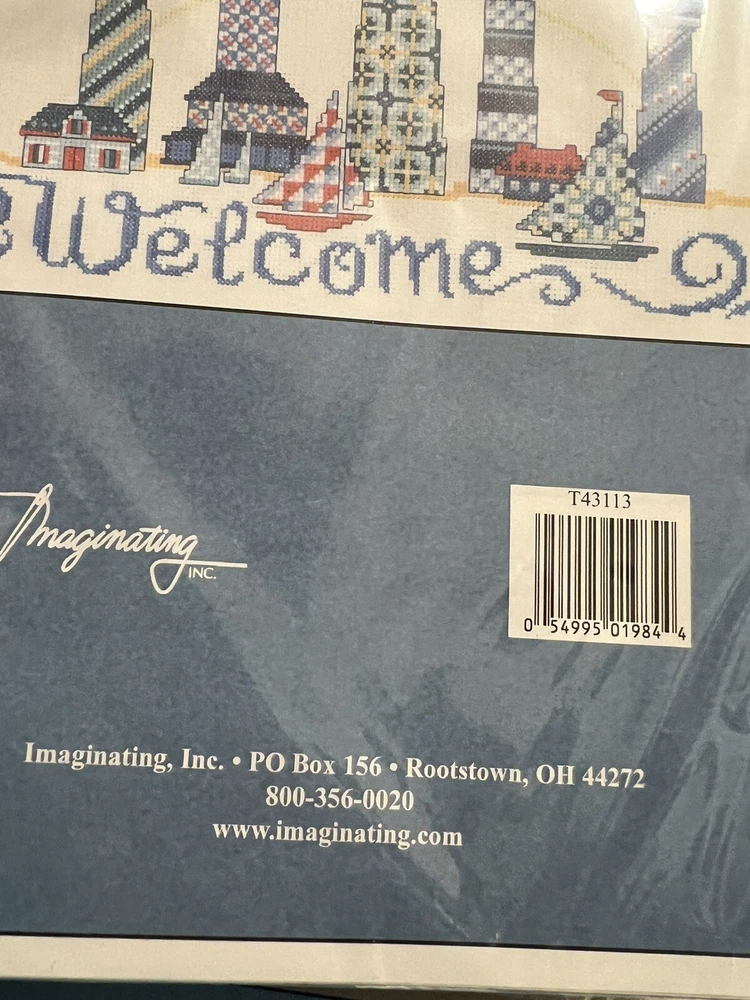 Welcome
Imaginating
INC.
T43113
0 54995 01984 4
Imaginating, Inc. • PO Box 156 • Rootstown, OH 44272
800-356-0020
www.imaginating.com